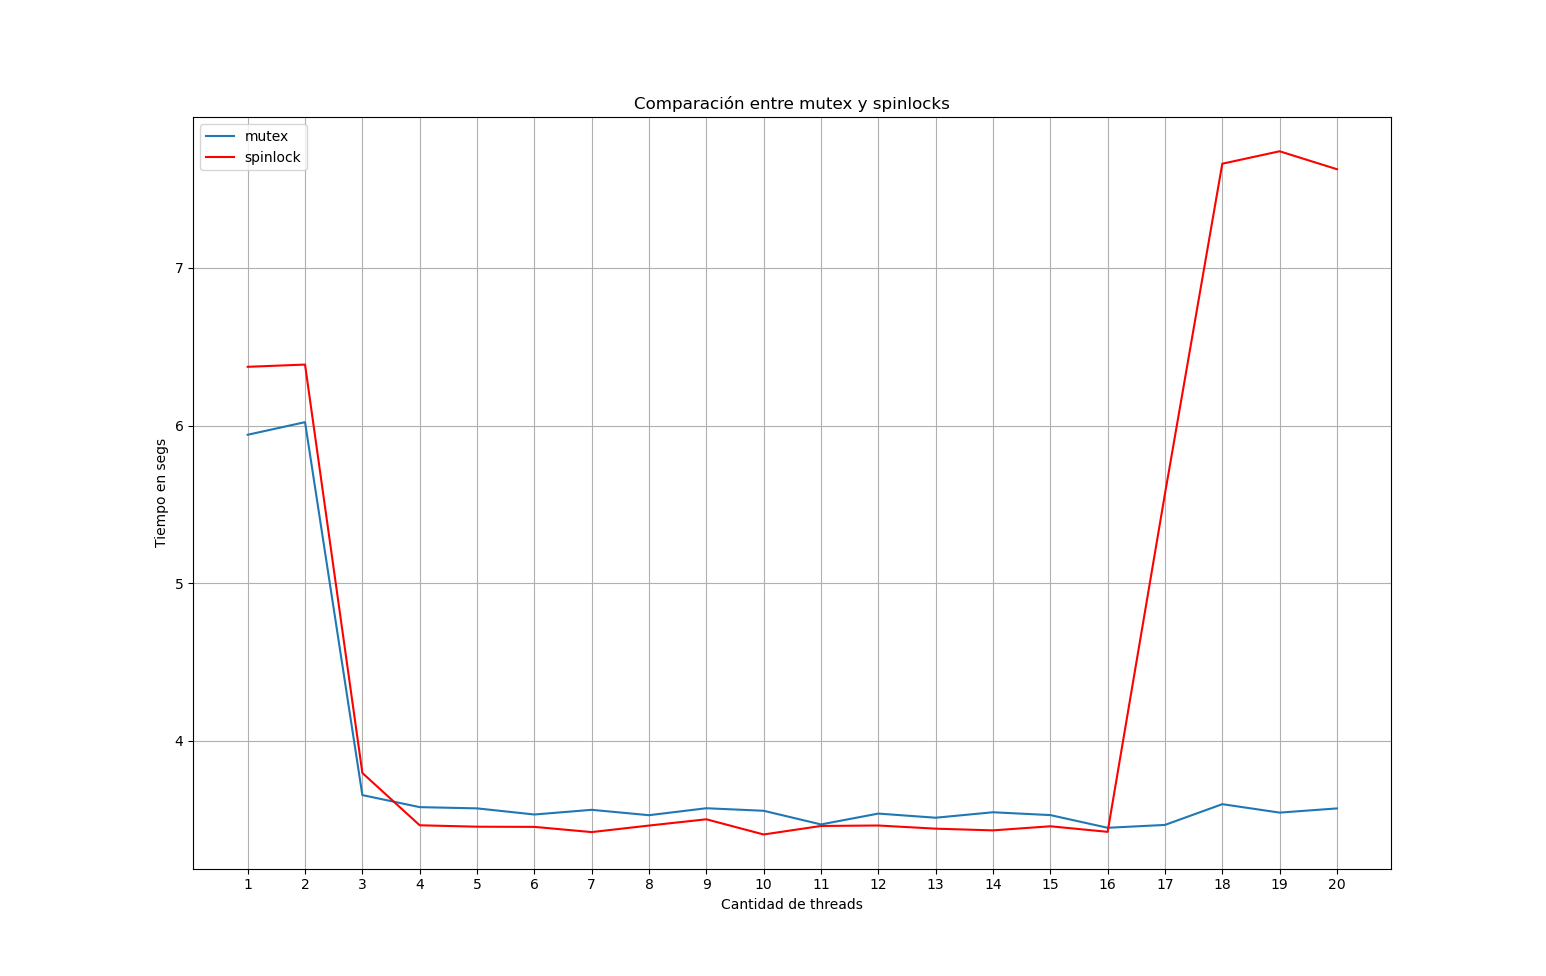 Comparación entre mutex y spinlocks
mutex
spinlock
7
6
5
4
Tiempo en segs
1 2 3 4 5 6 7 8 9 10 11 12 13 14 15 16 17 18 19 20
Cantidad de threads